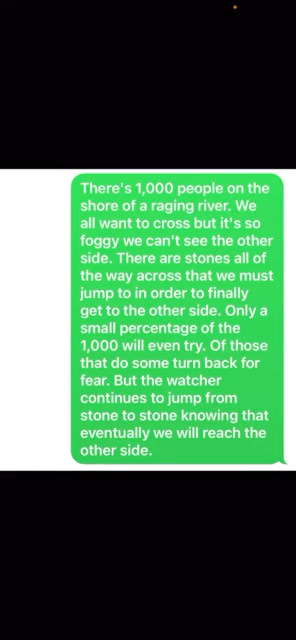 There's 1,000 people on the
shore of a raging river. We
all want to cross but it's so
foggy we can't see the other
side. There are stones all of
the way across that we must
jump to in order to finally
get to the other side. Only a
small percentage of the
1,000 will even try. Of those
that do some turn back for
fear. But the watcher
continues to jump from
stone to stone knowing that
eventually we will reach the
other side.